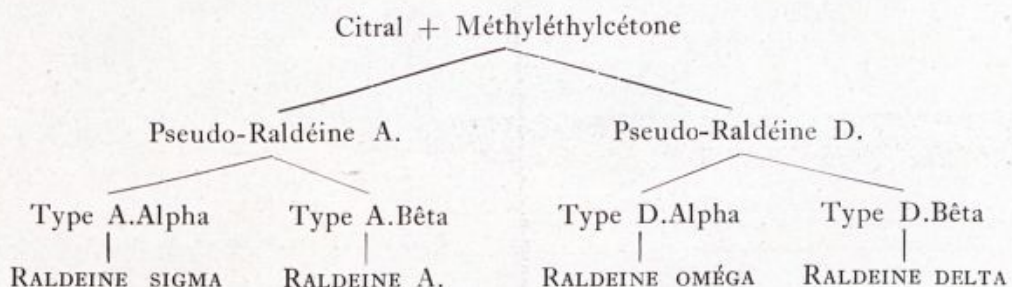 Citral + Méthyléthylcétone
Pseudo-Raldéine A. Pseudo-Raldéine D.
Type A.Alpha Type A.Bêta Type D.Alpha Type D.Bêta
RALDEINE SIGMA RALDEINE A. RALDEINE OMÉGA RALDEINE DELTA